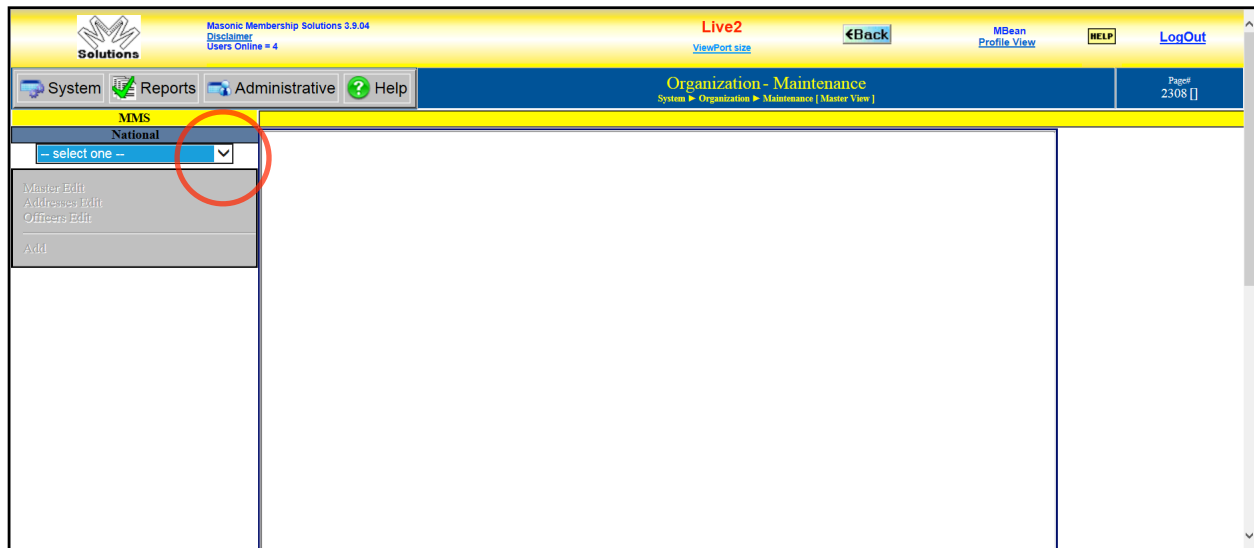 Solutions
Masonic Membership Solutions 3.9.04
Disclaimer
Users Online = 4
Live2
ViewPort size
Back
MBean
Profile View
HELP
LogOut
System Reports Administrative ? Help
Organization - Maintenance
System ► Organization ► Maintenance [ Master View ]
Page#
2308 []
MMS
National
-- select one --
Master Edit
Addresses Edit
Officers Edit
Add